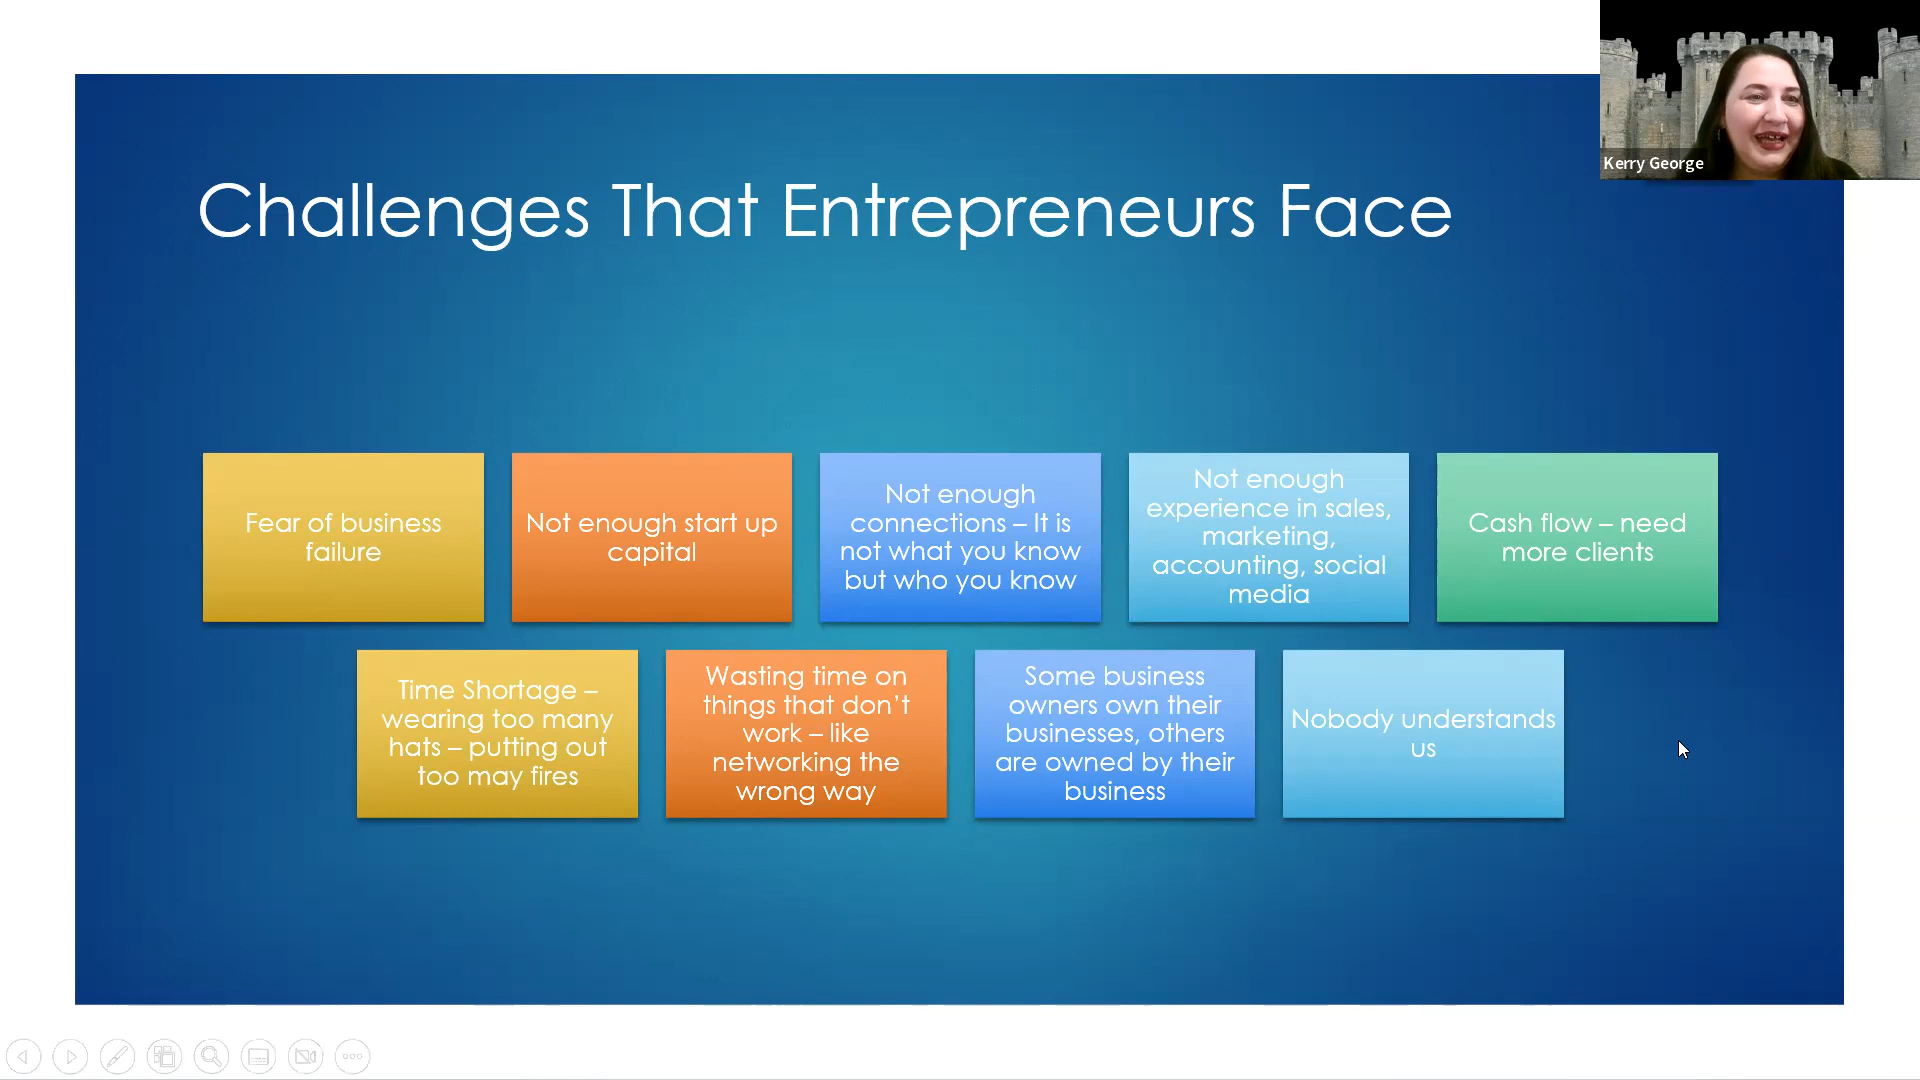 Kerry George
Challenges That Entrepreneurs Face
Fear of business
failure
Not enough start up
capital
Not enough
connections – It is
not what you know
but who you know
Not enough
experience in sales,
marketing,
accounting, social
media
Cash flow – need
more clients
Time Shortage –
wearing too many
hats – putting out
too may fires
Wasting time on
things that don’t
work – like
networking the
wrong way
Some business
owners own their
businesses, others
are owned by their
business
Nobody understands
us